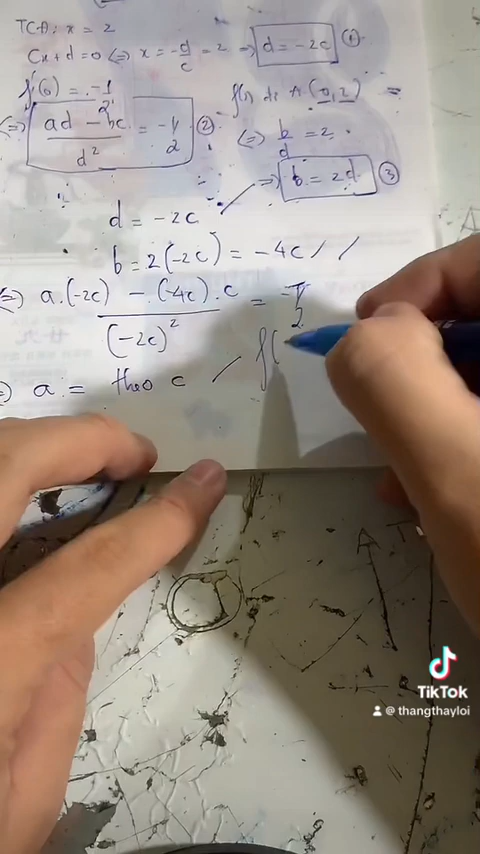 TCĐ: x = 2
Cx + d = 0 <=> x = -d/c = 2 => d = -2c ①
f'(0) = -1/2
f(x) đi A(0,2)
<=> (ad - bc)/d² = -1/2 ②
<=> b/d = 2
=> b = 2d ③
d = -2c
b = 2(-2c) = -4c
<=> (a.(-2c) - (-4c).c)/(-2c)² = -1/2
a = theo c / f(
TikTok
@ thangthayloi